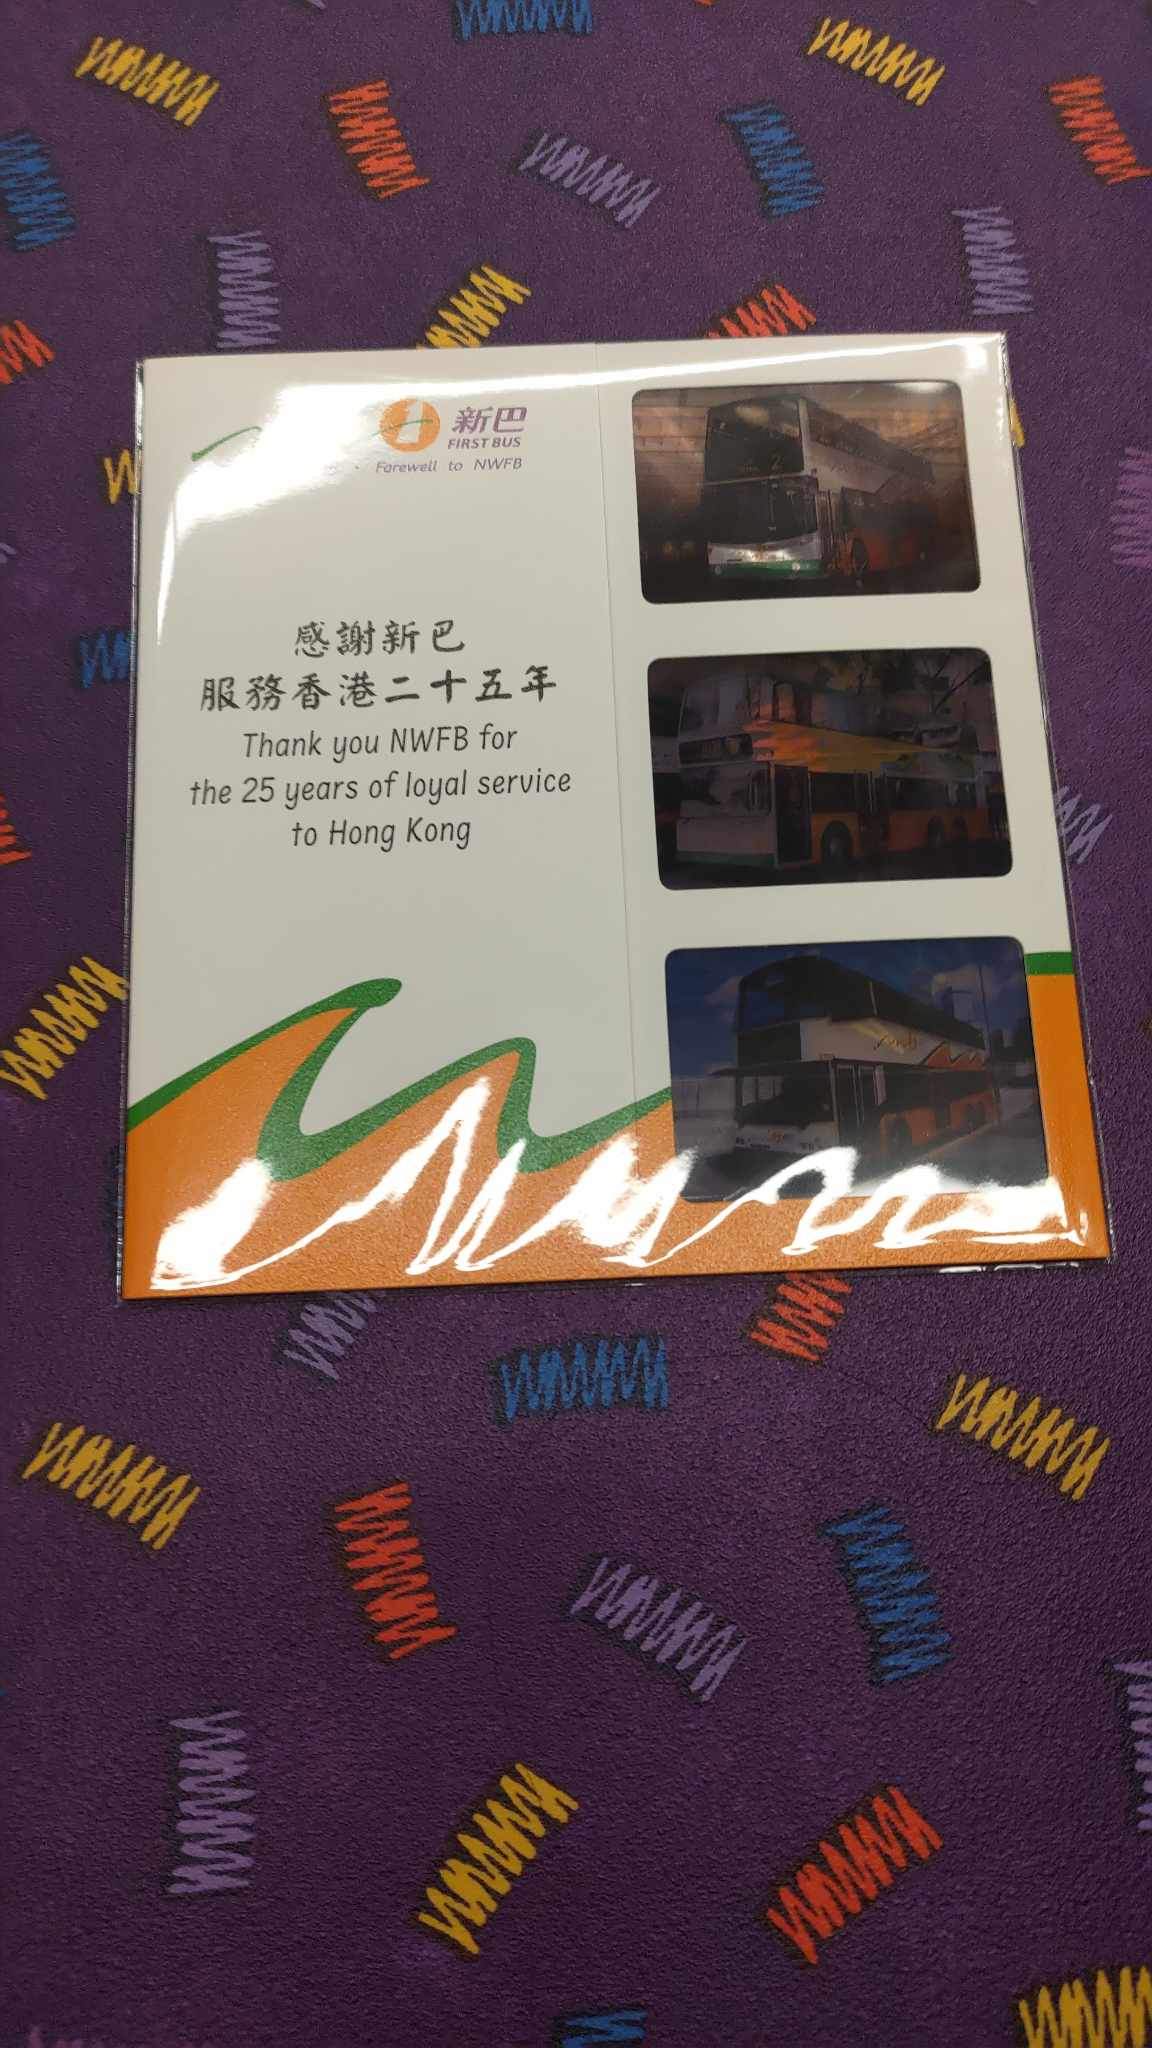 新巴
FIRST BUS
· Farewell to NWFB
感謝新巴
服務香港二十五年
Thank you NWFB for
the 25 years of loyal service
to Hong Kong
2